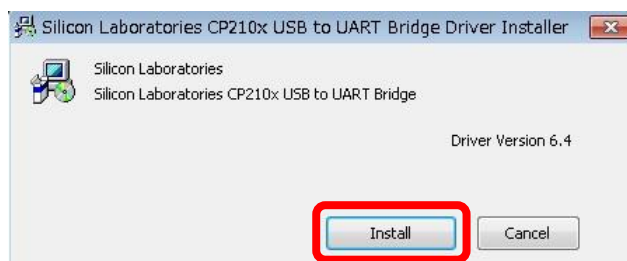 Silicon Laboratories CP210x USB to UART Bridge Driver Installer
Silicon Laboratories
Silicon Laboratories CP210x USB to UART Bridge
Driver Version 6.4
Install
Cancel